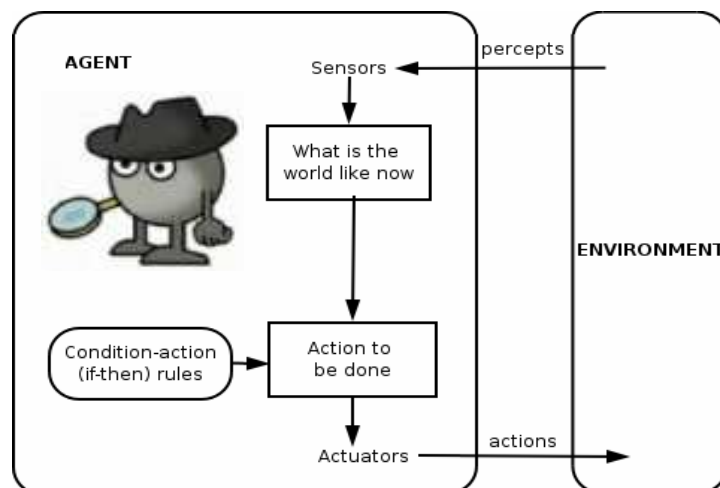 AGENT
Sensors
percepts
What is the
world like now
ENVIRONMENT
Condition-action
(if-then) rules
Action to
be done
Actuators
actions